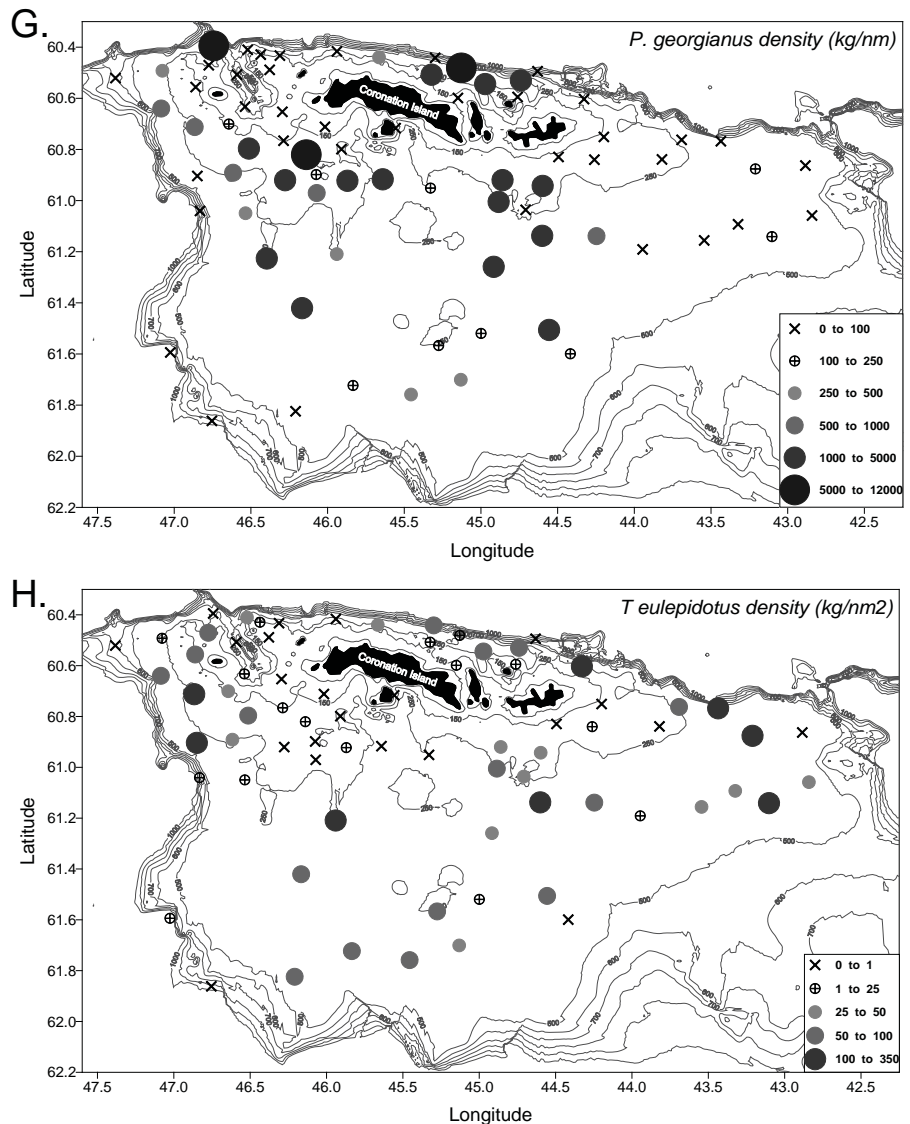 G.
P. georgianus density (kg/nm)
Coronation Island
60.4
60.6
60.8
61.0
61.2
61.4
61.6
61.8
62.0
62.2
Latitude
0 to 100
100 to 250
250 to 500
500 to 1000
1000 to 5000
5000 to 12000
47.5
47.0
46.5
46.0
45.5
45.0
44.5
44.0
43.5
43.0
42.5
Longitude
H.
T eulepidotus density (kg/nm2)
Coronation Island
60.4
60.6
60.8
61.0
61.2
61.4
61.6
61.8
62.0
62.2
Latitude
0 to 1
1 to 25
25 to 50
50 to 100
100 to 350
47.5
47.0
46.5
46.0
45.5
45.0
44.5
44.0
43.5
43.0
42.5
Longitude